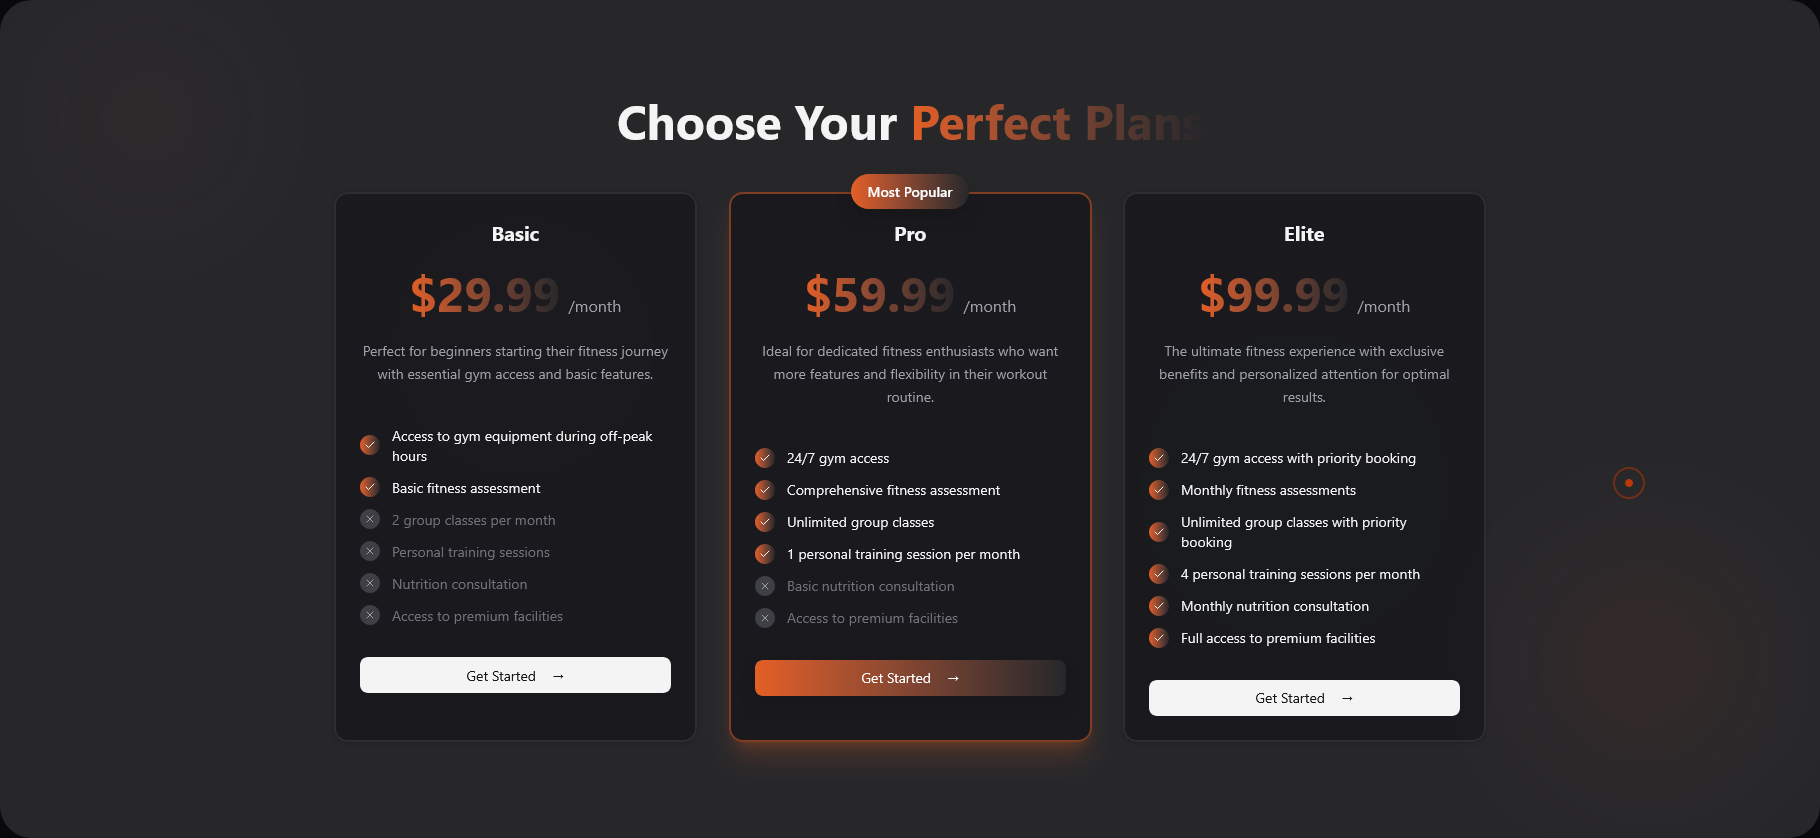 Choose Your Perfect Plans
Basic
$29.99 /month
Perfect for beginners starting their fitness journey
with essential gym access and basic features.
Access to gym equipment during off-peak
hours
Basic fitness assessment
2 group classes per month
Personal training sessions
Nutrition consultation
Access to premium facilities
Get Started →
Most Popular
Pro
$59.99 /month
Ideal for dedicated fitness enthusiasts who want
more features and flexibility in their workout
routine.
24/7 gym access
Comprehensive fitness assessment
Unlimited group classes
1 personal training session per month
Basic nutrition consultation
Access to premium facilities
Get Started →
Elite
$99.99 /month
The ultimate fitness experience with exclusive
benefits and personalized attention for optimal
results.
24/7 gym access with priority booking
Monthly fitness assessments
Unlimited group classes with priority
booking
4 personal training sessions per month
Monthly nutrition consultation
Full access to premium facilities
Get Started →